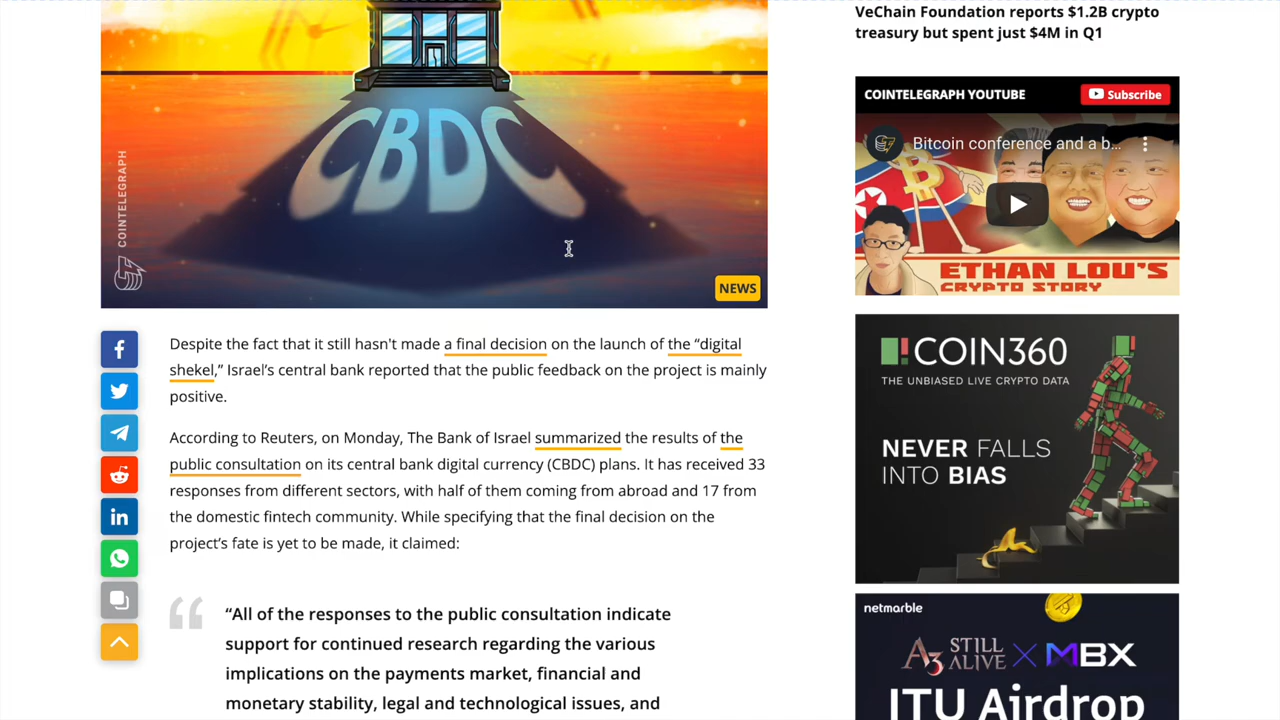 CBDC
COINTELEGRAPH
NEWS
Despite the fact that it still hasn't made a final decision on the launch of the “digital
shekel,” Israel’s central bank reported that the public feedback on the project is mainly
positive.
According to Reuters, on Monday, The Bank of Israel summarized the results of the
public consultation on its central bank digital currency (CBDC) plans. It has received 33
responses from different sectors, with half of them coming from abroad and 17 from
the domestic fintech community. While specifying that the final decision on the
project’s fate is yet to be made, it claimed:
“All of the responses to the public consultation indicate
support for continued research regarding the various
implications on the payments market, financial and
monetary stability, legal and technological issues, and
VeChain Foundation reports $1.2B crypto
treasury but spent just $4M in Q1
COINTELEGRAPH YOUTUBE
Subscribe
Bitcoin conference and a b...
ETHAN LOU'S
CRYPTO STORY
COIN360
THE UNBIASED LIVE CRYPTO DATA
NEVER FALLS
INTO BIAS
netmarble
A3 STILL ALIVE X MBX
ITU Airdrop